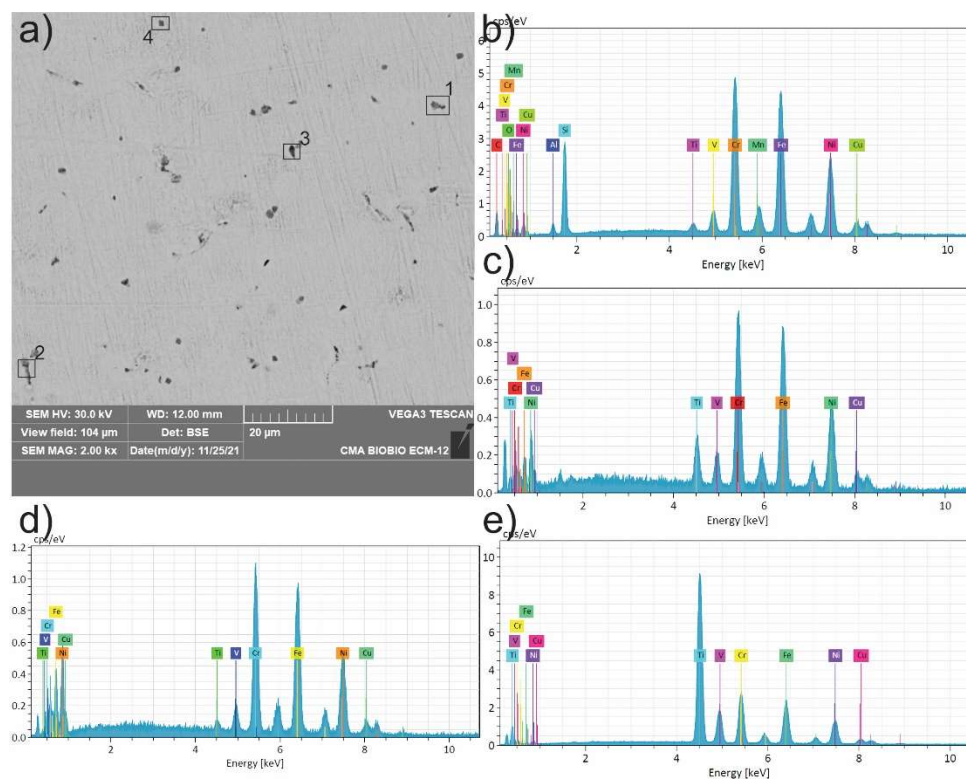 a)
4
1
3
2
SEM HV: 30.0 kV WD: 12.00 mm VEGA3 TESCAN
View field: 104 µm Det: BSE 20 µm
SEM MAG: 2.00 kx Date(m/d/y): 11/25/21 CMA BIOBIO ECM-12
b)
cps/eV
6
5
4
3
2
1
0
Mn
Cr
V
Ti Cu
O Ni
C Fe Al Si Ti V Cr Mn Fe Ni Cu
2 4 6 8 10
Energy [keV]
c)
cps/eV
1.0
0.8
0.6
0.4
0.2
0.0
V
Fe
Cr Cu
Ti Ni Ti V Cr Fe Ni Cu
2 4 6 8 10
Energy [keV]
d)
cps/eV
1.2
1.0
0.8
0.6
0.4
0.2
0.0
Fe
Cr
V Cu
Ti Ni Ti V Cr Fe Ni Cu
2 4 6 8 10
Energy [keV]
e)
cps/eV
10
8
6
4
2
0
Fe
Cr
V Cu
Ti Ni Ti V Cr Fe Ni Cu
2 4 6 8 10
Energy [keV]